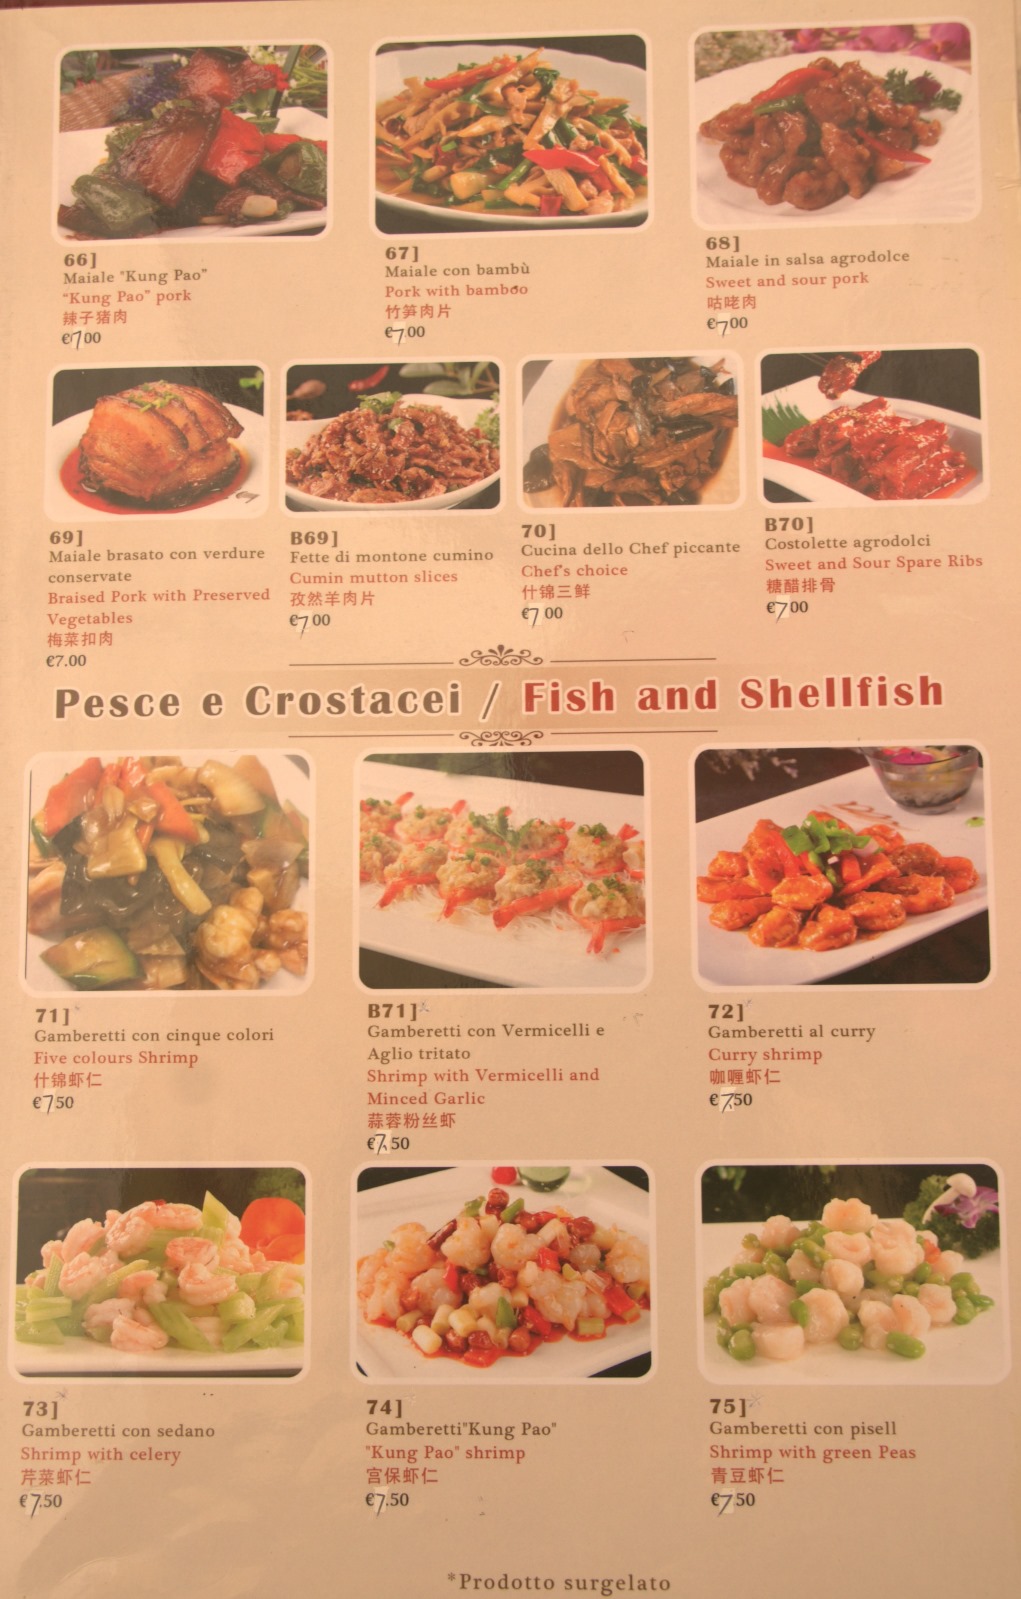 66]
Maiale "Kung Pao"
"Kung Pao" pork
辣子猪肉
€7.00
67]
Maiale con bambù
Pork with bamboo
竹笋肉片
€7.00
68]
Maiale in salsa agrodolce
Sweet and sour pork
咕咾肉
€7.00
69]
Maiale brasato con verdure
conservate
Braised Pork with Preserved
Vegetables
梅菜扣肉
€7.00
B69]
Fette di montone cumino
Cumin mutton slices
孜然羊肉片
€7.00
70]
Cucina dello Chef piccante
Chef's choice
什锦三鲜
€7.00
B70]
Costolette agrodolci
Sweet and Sour Spare Ribs
糖醋排骨
€7.00
Pesce e Crostacei / Fish and Shellfish
71]*
Gamberetti con cinque colori
Five colours Shrimp
什锦虾仁
€7.50
B71]*
Gamberetti con Vermicelli e
Aglio tritato
Shrimp with Vermicelli and
Minced Garlic
蒜蓉粉丝虾
€7.50
72]*
Gamberetti al curry
Curry shrimp
咖喱虾仁
€7.50
73]*
Gamberetti con sedano
Shrimp with celery
芹菜虾仁
€7.50
74]*
Gamberetti"Kung Pao"
"Kung Pao" shrimp
宫保虾仁
€7.50
75]*
Gamberetti con pisell
Shrimp with green Peas
青豆虾仁
€7.50
*Prodotto surgelato